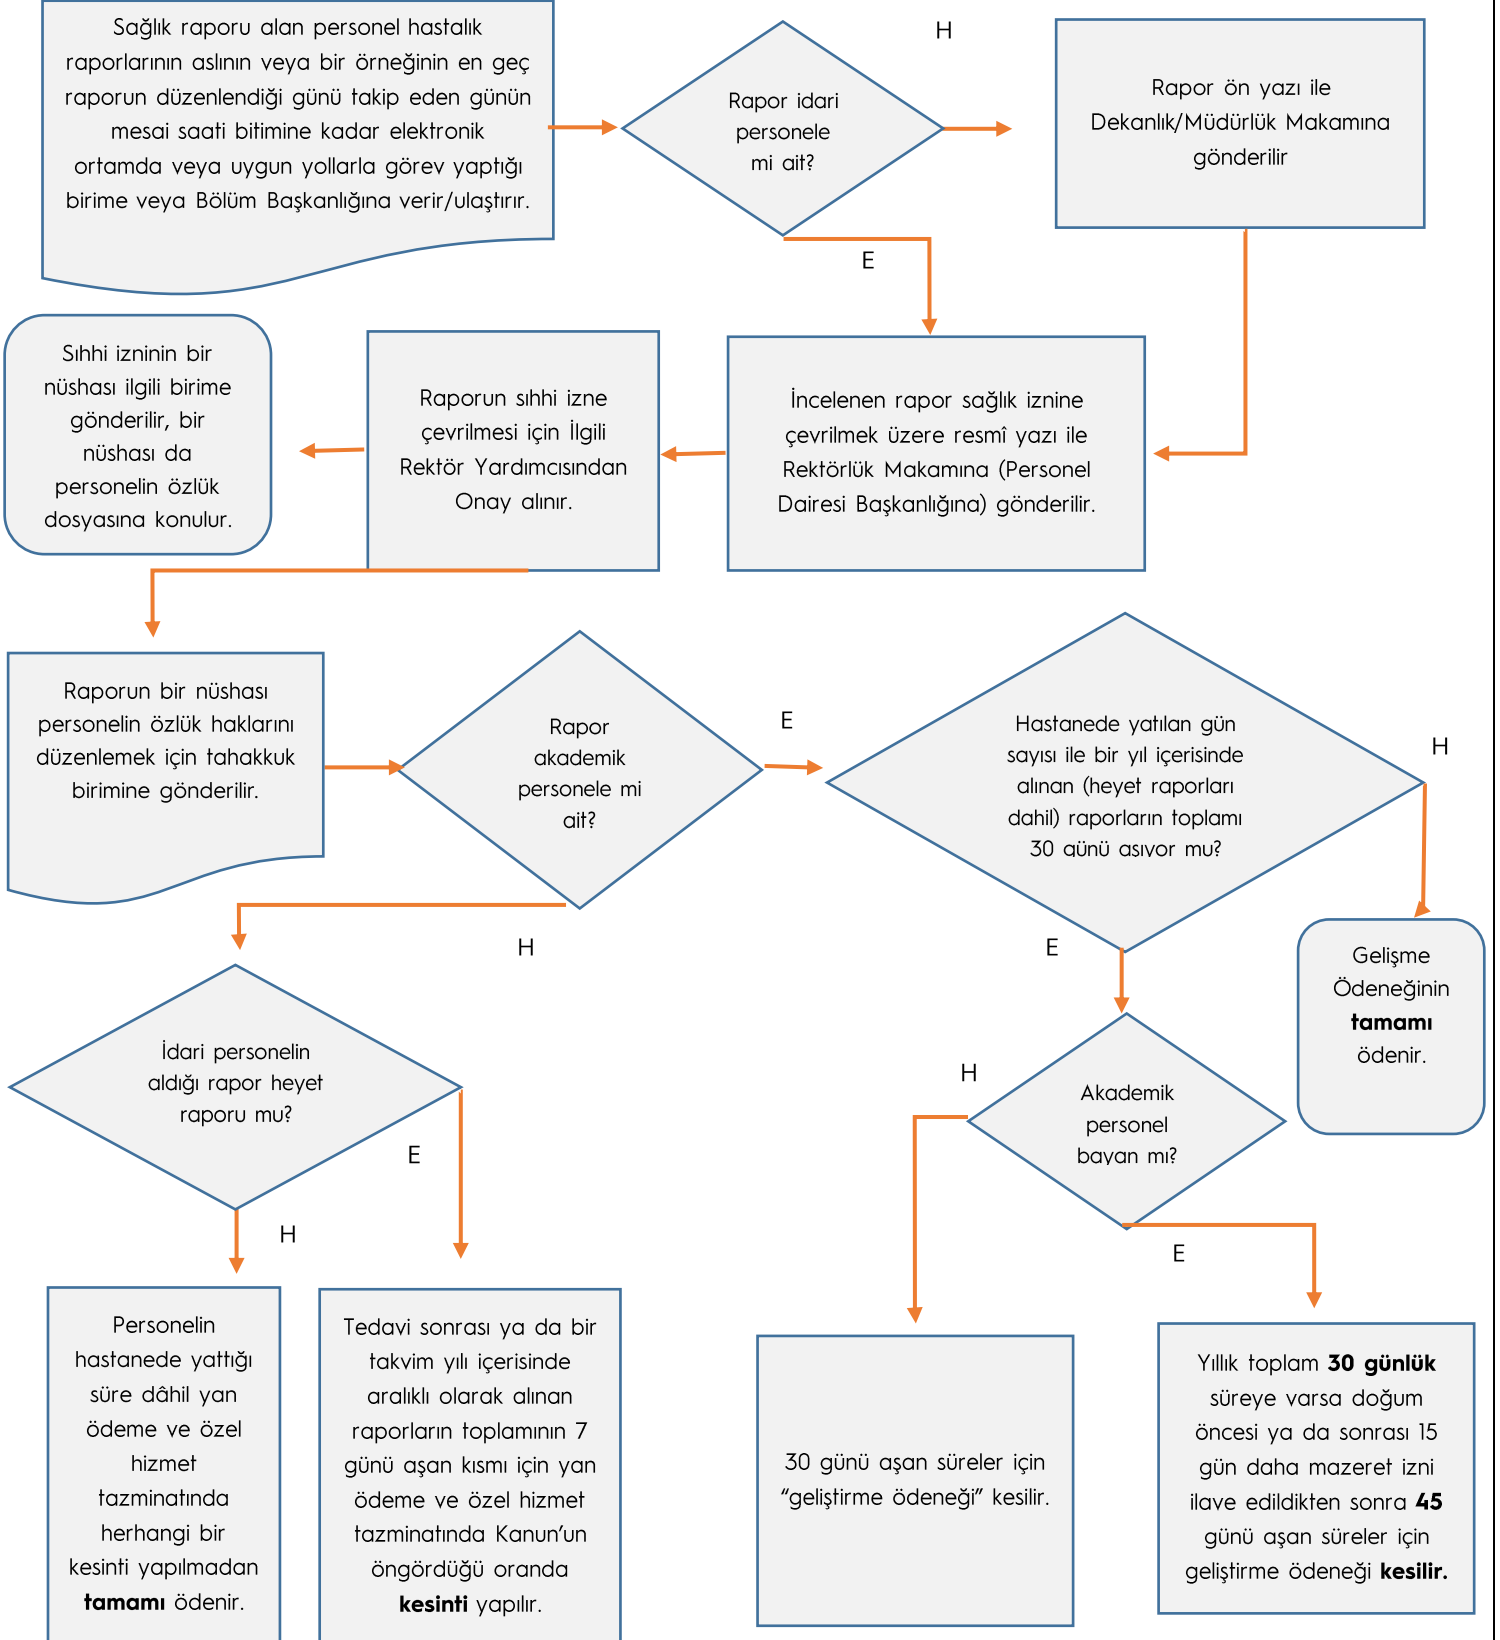 Sağlık raporu alan personel hastalık
raporlarının aslının veya bir örneğinin en geç
raporun düzenlendiği günü takip eden günün
mesai saati bitimine kadar elektronik
ortamda veya uygun yollarla görev yaptığı
birime veya Bölüm Başkanlığına verir/ulaştırır.
Rapor idari
personele
mi ait?
H
E
Rapor ön yazı ile
Dekanlık/Müdürlük Makamına
gönderilir
İncelenen rapor sağlık iznine
çevrilmek üzere resmî yazı ile
Rektörlük Makamına (Personel
Dairesi Başkanlığına) gönderilir.
Raporun sıhhi izne
çevrilmesi için İlgili
Rektör Yardımcısından
Onay alınır.
Sıhhi izninin bir
nüshası ilgili birime
gönderilir, bir
nüshası da
personelin özlük
dosyasına konulur.
Raporun bir nüshası
personelin özlük haklarını
düzenlemek için tahakkuk
birimine gönderilir.
Rapor
akademik
personele mi
ait?
E
H
Hastanede yatılan gün
sayısı ile bir yıl içerisinde
alınan (heyet raporları
dahil) raporların toplamı
30 günü aşıyor mu?
H
E
Gelişme
Ödeneğinin
tamamı
ödenir.
İdari personelin
aldığı rapor heyet
raporu mu?
E
H
Akademik
personel
bayan mı?
H
E
Personelin
hastanede yattığı
süre dâhil yan
ödeme ve özel
hizmet
tazminatında
herhangi bir
kesinti yapılmadan
tamamı ödenir.
Tedavi sonrası ya da bir
takvim yılı içerisinde
aralıklı olarak alınan
raporların toplamının 7
günü aşan kısmı için yan
ödeme ve özel hizmet
tazminatında Kanun’un
öngördüğü oranda
kesinti yapılır.
30 günü aşan süreler için
“geliştirme ödeneği” kesilir.
Yıllık toplam 30 günlük
süreye varsa doğum
öncesi ya da sonrası 15
gün daha mazeret izni
ilave edildikten sonra 45
günü aşan süreler için
geliştirme ödeneği kesilir.